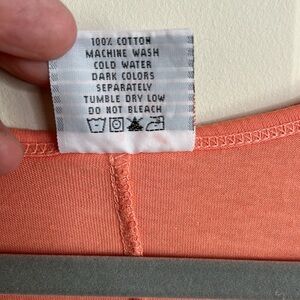 100% COTTON
MACHINE WASH
COLD WATER
DARK COLORS
SEPARATELY
TUMBLE DRY LOW
DO NOT BLEACH